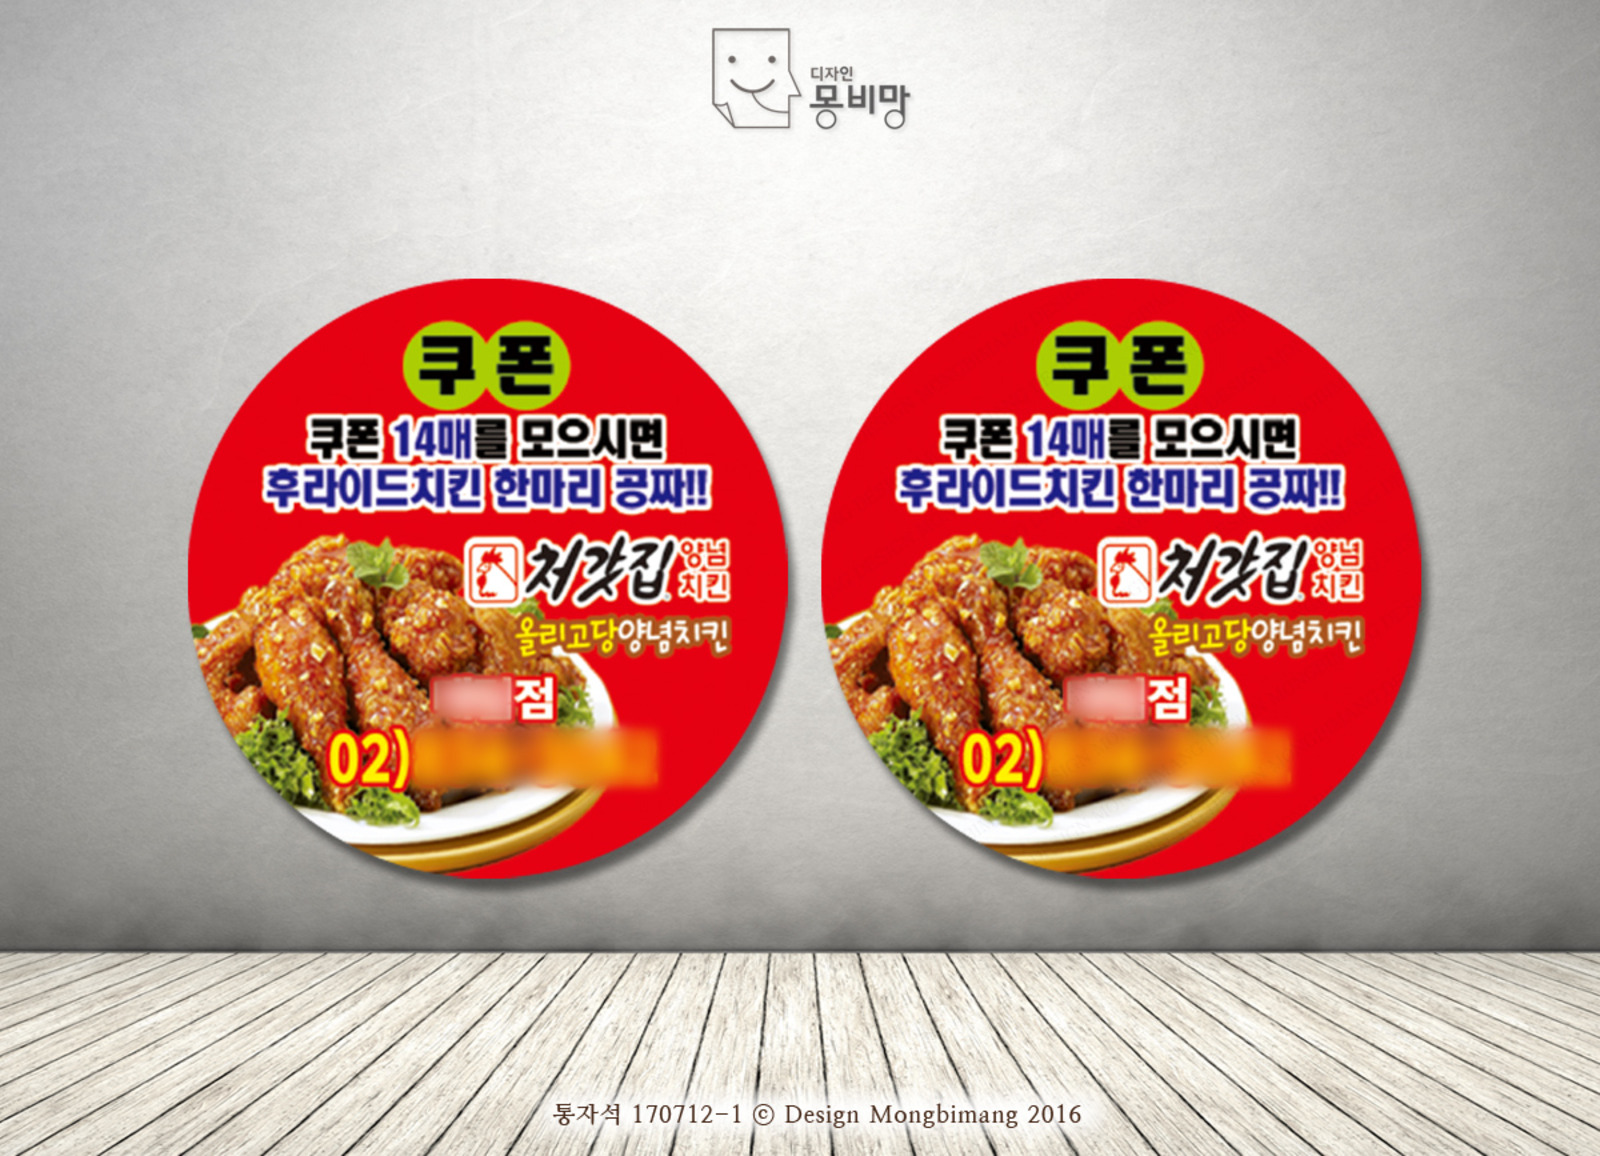 디자인
몽비망
쿠폰
쿠폰 14매를 모으시면
후라이드치킨 한마리 공짜!!
처갓집 양념
치킨
올리고당양념치킨
점
02)
쿠폰
쿠폰 14매를 모으시면
후라이드치킨 한마리 공짜!!
처갓집 양념
치킨
올리고당양념치킨
점
02)
통자석 170712-1 ⓒ Design Mongbimang 2016